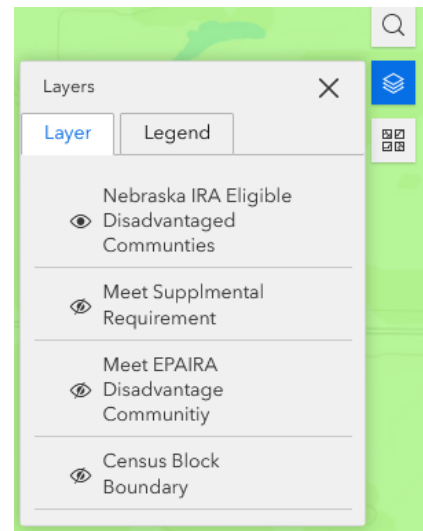 Layers
Layer
Legend
Nebraska IRA Eligible
Disadvantaged
Communties
Meet Supplmental
Requirement
Meet EPAIRA
Disadvantage
Communitiy
Census Block
Boundary